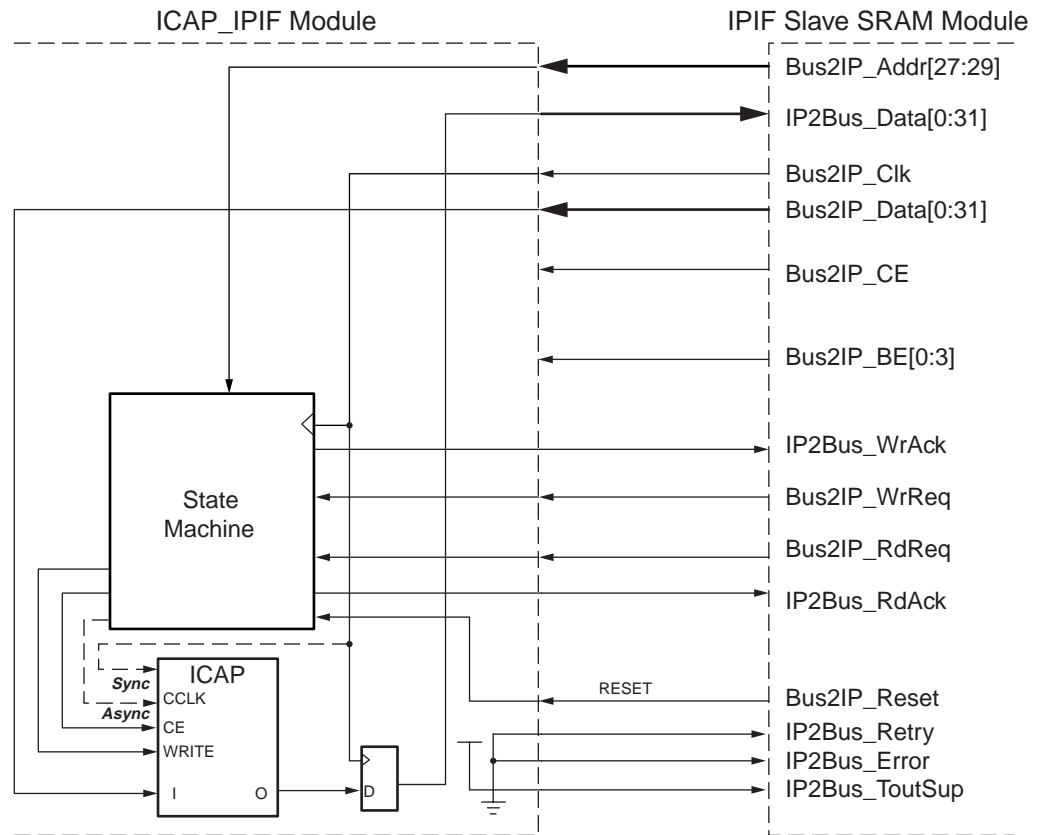 ICAP_IPIF Module
IPIF Slave SRAM Module
Bus2IP_Addr[27:29]
IP2Bus_Data[0:31]
Bus2IP_Clk
Bus2IP_Data[0:31]
Bus2IP_CE
Bus2IP_BE[0:3]
IP2Bus_WrAck
Bus2IP_WrReq
Bus2IP_RdReq
IP2Bus_RdAck
Bus2IP_Reset
IP2Bus_Retry
IP2Bus_Error
IP2Bus_ToutSup
State
Machine
RESET
Sync
Async
ICAP
CCLK
CE
WRITE
I
O
D